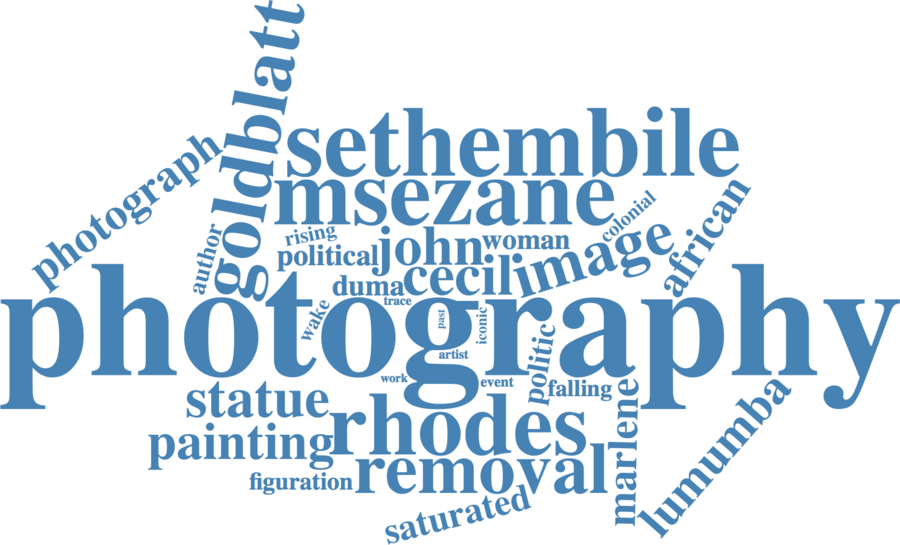 goldblatt
sethembile
photograph
msezane
african
colonial
author
rising
john
woman
image
political
duma
cecil
trace
wake
past
iconic
photography
artist
politic
work
event
falling
statue
rhodes
marlene
lumumba
painting
removal
figuration
saturated